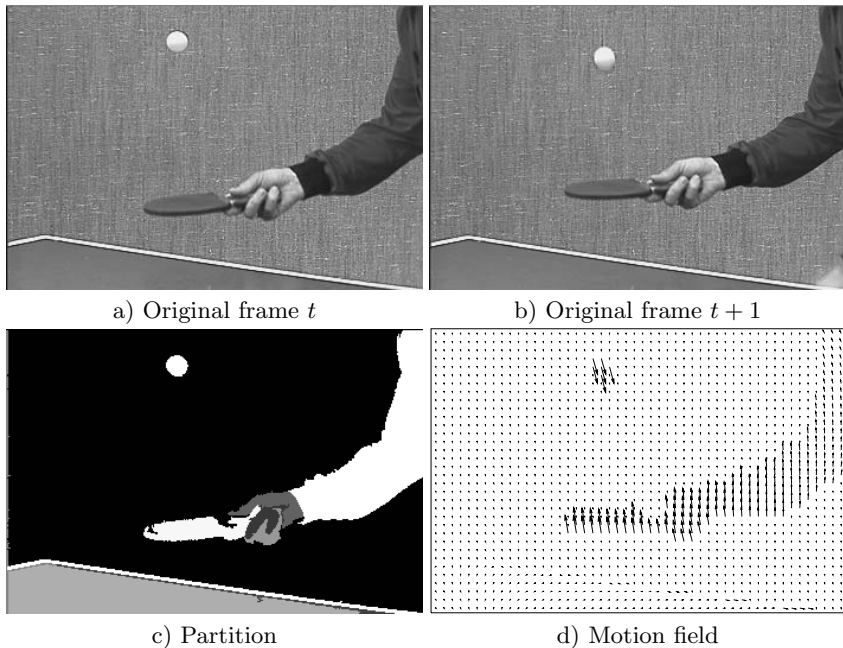 a) Original frame t
b) Original frame t + 1
c) Partition
d) Motion field